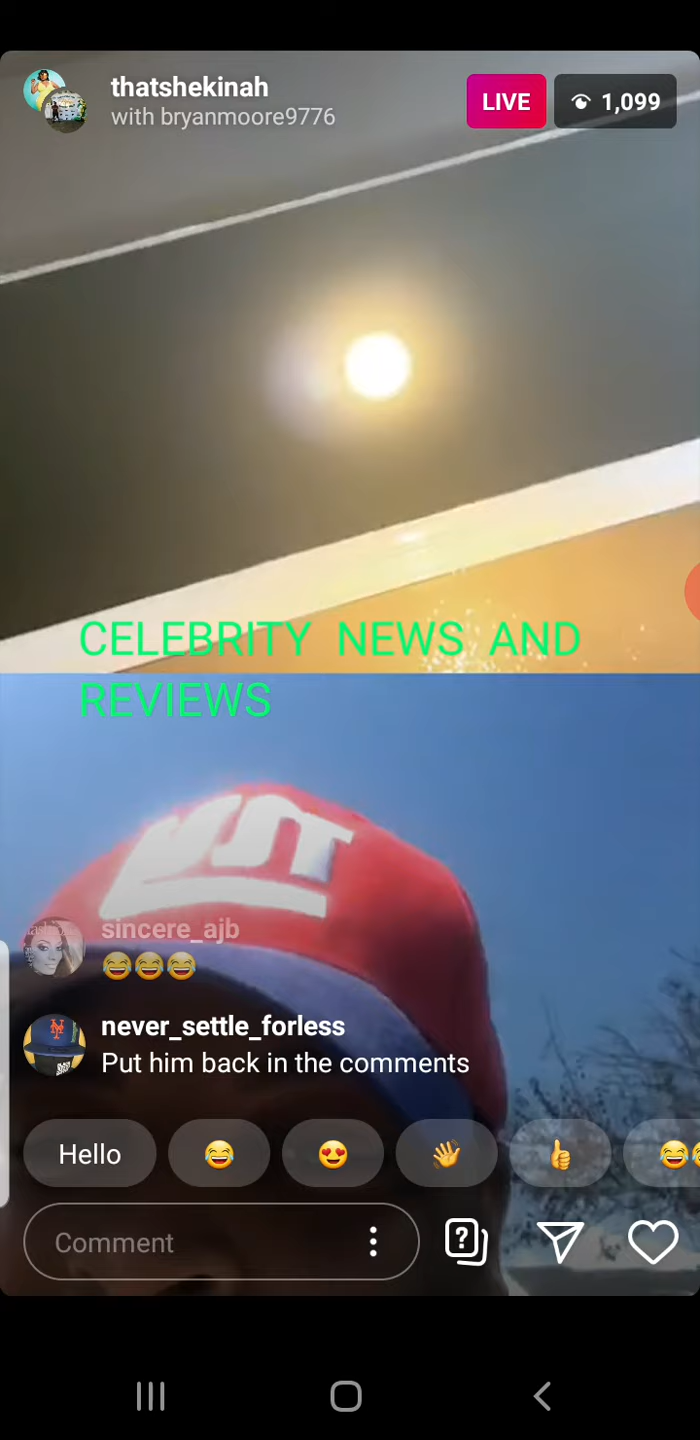 thatshekinah
with bryanmoore9776
LIVE
1,099
CELEBRITY NEWS AND
REVIEWS
sincere_ajb
😂😂😂
never_settle_forless
Put him back in the comments
Hello
😂
😍
👋
👍
Comment